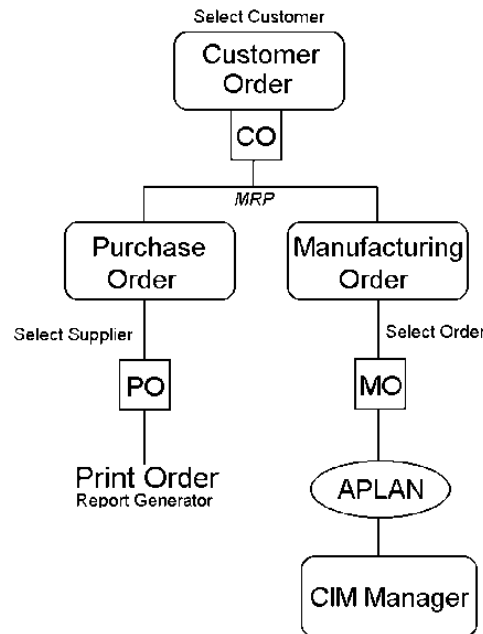 Select Customer
Customer
Order
CO
MRP
Purchase
Order
Manufacturing
Order
Select Supplier
Select Order
PO
MO
Print Order
Report Generator
APLAN
CIM Manager